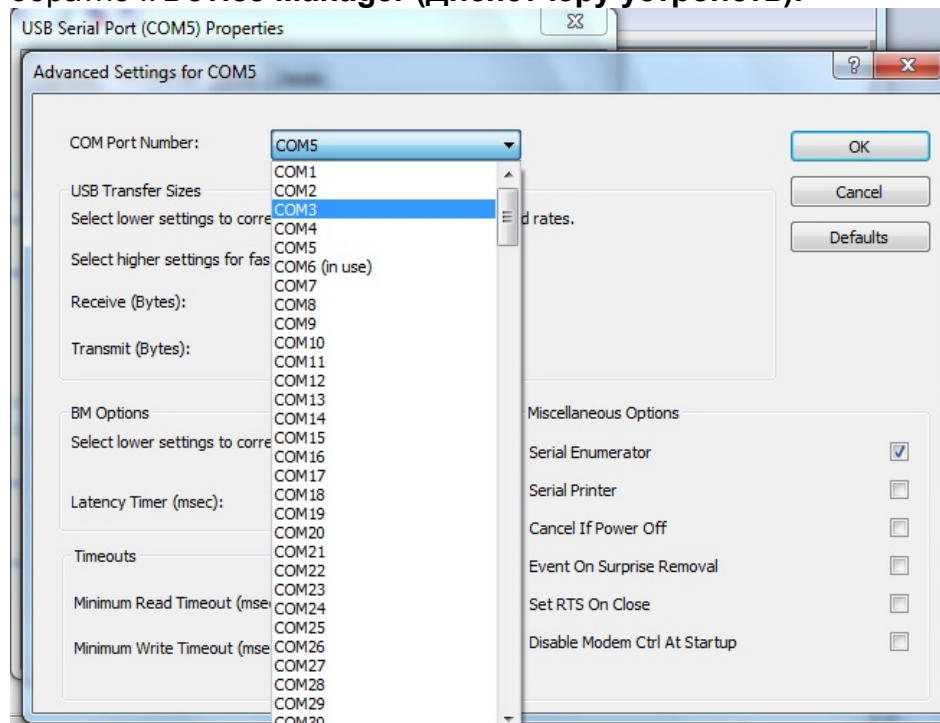 Device Manager (Диспетчеру устройств).
USB Serial Port (COM5) Properties
Advanced Settings for COM5
COM Port Number:
COM5
OK
COM1
USB Transfer Sizes
COM2
Cancel
Select lower settings to corre
COM3
d rates.
COM4
COM5
Defaults
Select higher settings for fas
COM6 (in use)
COM7
Receive (Bytes):
COM8
COM9
Transmit (Bytes):
COM10
COM11
COM12
COM13
BM Options
COM14
Miscellaneous Options
Select lower settings to corre
COM15
Serial Enumerator
COM16
COM17
Latency Timer (msec):
COM18
Serial Printer
COM19
COM20
Cancel If Power Off
Timeouts
COM21
COM22
Event On Surprise Removal
COM23
Minimum Read Timeout (mse
COM24
Set RTS On Close
COM25
Minimum Write Timeout (mse
COM26
Disable Modem Ctrl At Startup
COM27
COM28
COM29
COM30